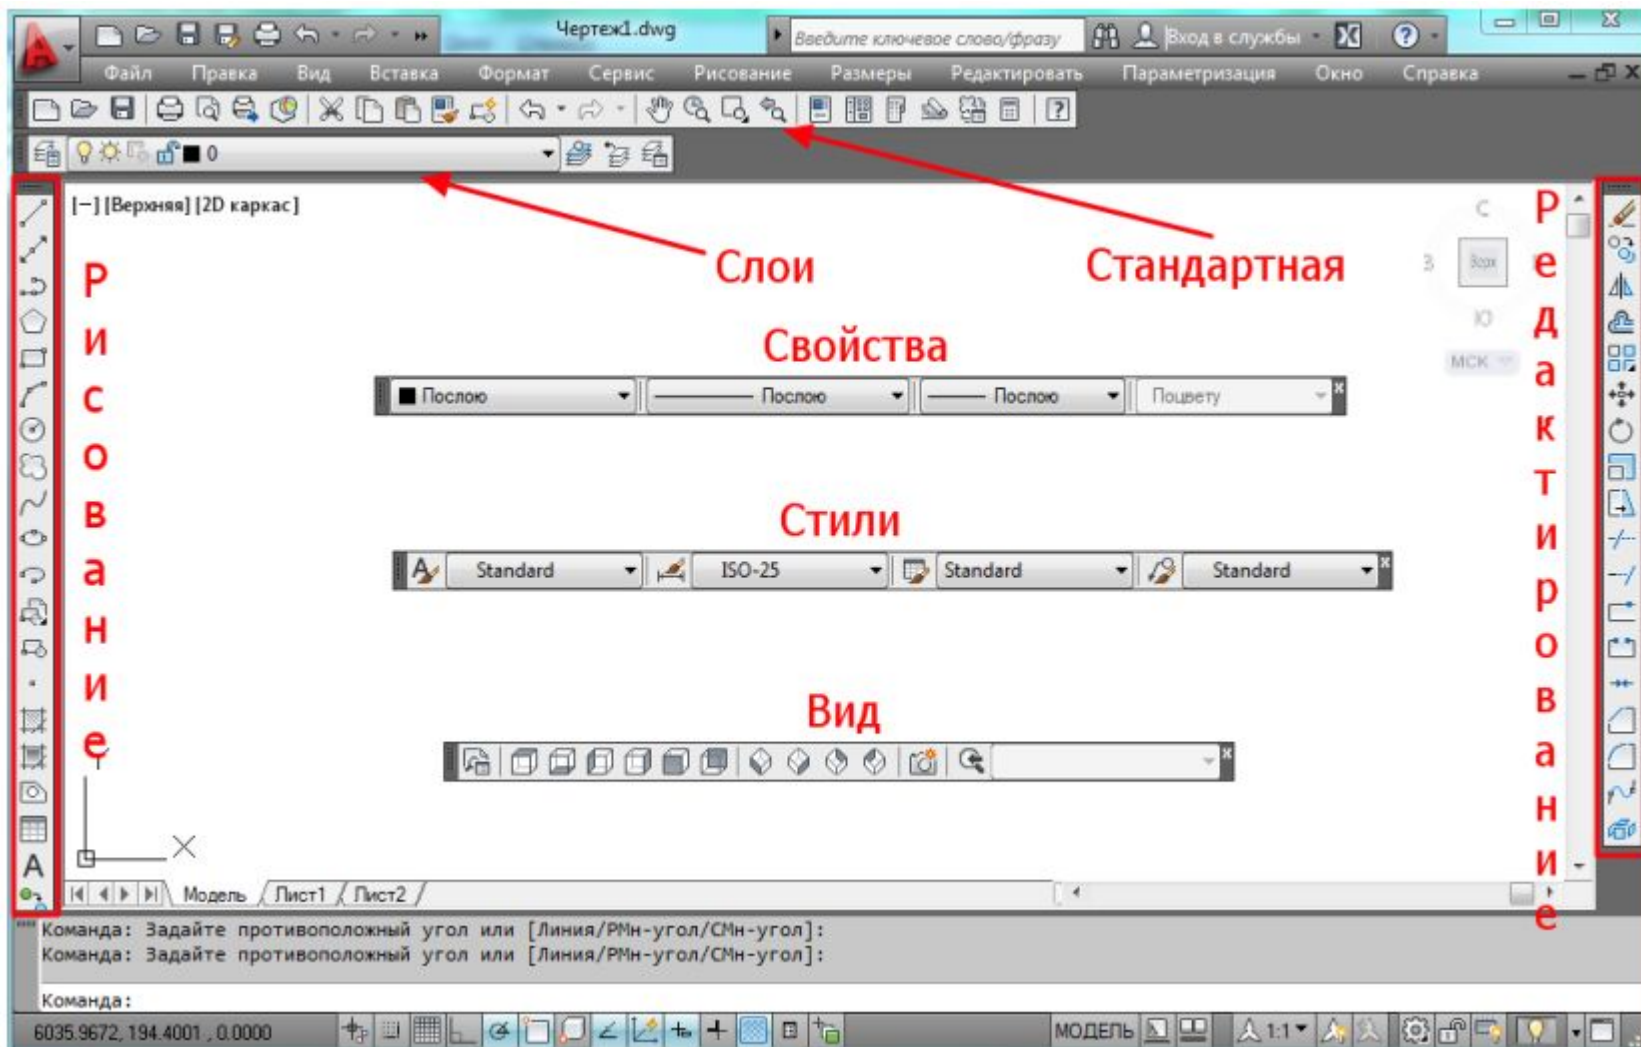 Чертеж1.dwg
Введите ключевое слово/фразу
Вход в службы
Файл Правка Вид Вставка Формат Сервис Рисование Размеры Редактировать Параметризация Окно Справка
0
[−][Верхняя][2D каркас]
С
З
Верх
Ю
МСК
Слои
Стандартная
Рисование
Редактирование
Свойства
Послою Послою Послою Поцвету
Стили
Standard ISO-25 Standard Standard
Вид
Y
X
Модель Лист1 Лист2
Команда: Задайте противоположный угол или [Линия/РМн-угол/СМн-угол]:
Команда: Задайте противоположный угол или [Линия/РМн-угол/СМн-угол]:
Команда:
6035.9672, 194.4001 , 0.0000
МОДЕЛЬ
1:1